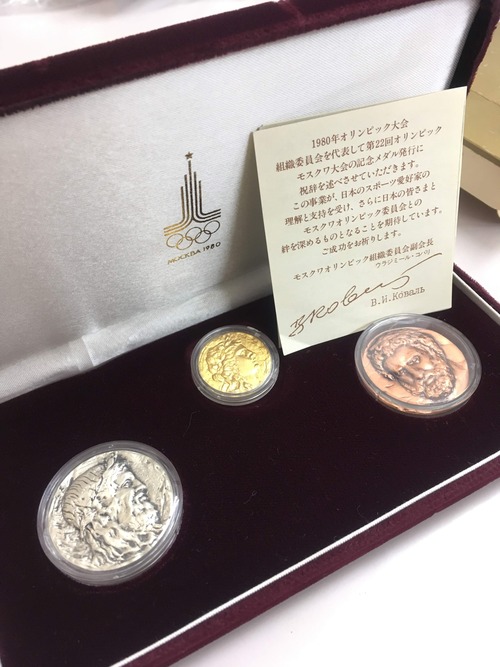 МОСКВА 1980
1980年オリンピック大会
組織委員会を代表して第22回オリンピック
モスクワ大会の記念メダル発行に
祝辞を述べさせていただきます。
この事業が、日本のスポーツ愛好家の
理解と支持を受け、さらに日本の皆さまと
モスクワオリンピック委員会との
絆を深めるものとなることを期待しています。
ご成功をお祈りします。
モスクワオリンピック組織委員会副会長
ウラジミール・コバリ
В.И.Коваль